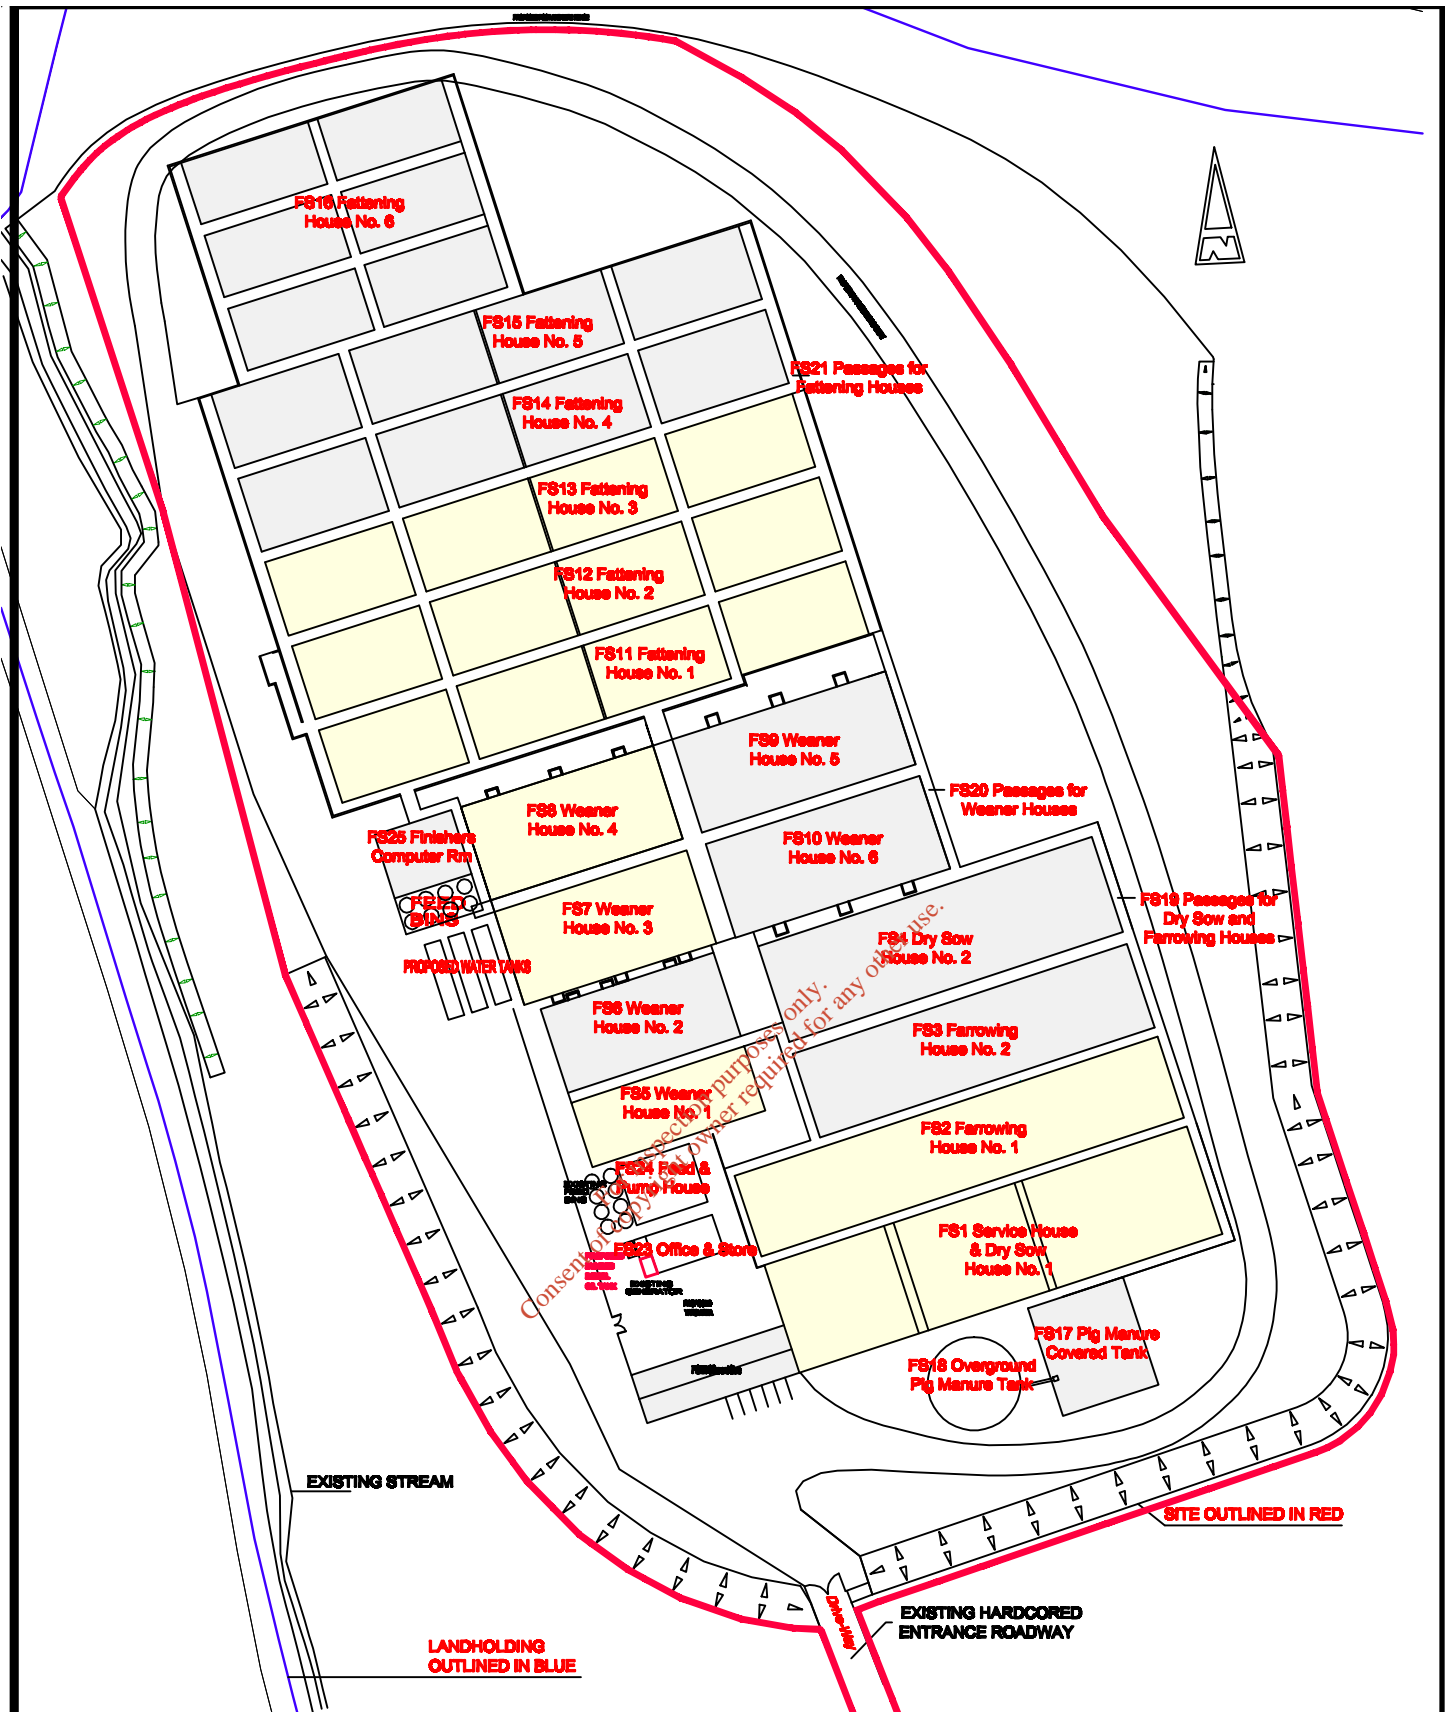 FS16 Fattening
House No. 6
FS15 Fattening
House No. 5
FS21 Passages for
Fattening Houses
FS14 Fattening
House No. 4
FS13 Fattening
House No. 3
FS12 Fattening
House No. 2
FS11 Fattening
House No. 1
N
FS9 Weaner
House No. 5
FS20 Passages for
Weaner Houses
FS8 Weaner
House No. 4
FS25 Finishers
Computer Rm
FS10 Weaner
House No. 6
FEED
BINS
FS7 Weaner
House No. 3
FS19 Passages for
Dry Sow and
Farrowing Houses
FS4 Dry Sow
House No. 2
PROPOSED WATER TANKS
FS6 Weaner
House No. 2
FS3 Farrowing
House No. 2
FS5 Weaner
House No. 1
FS2 Farrowing
House No. 1
FS24 Feed &
Pump House
EXISTING
FEED
BINS
FS1 Service House
& Dry Sow
House No. 1
FS23 Office & Store
EXISTING
GENERATOR
FS17 Pig Manure
Covered Tank
FS18 Overground
Pig Manure Tank
For inspection purposes only.
Consent of copyright owner required for any other use.
EXISTING STREAM
SITE OUTLINED IN RED
Drive-Way
EXISTING HARDCORED
ENTRANCE ROADWAY
LANDHOLDING
OUTLINED IN BLUE